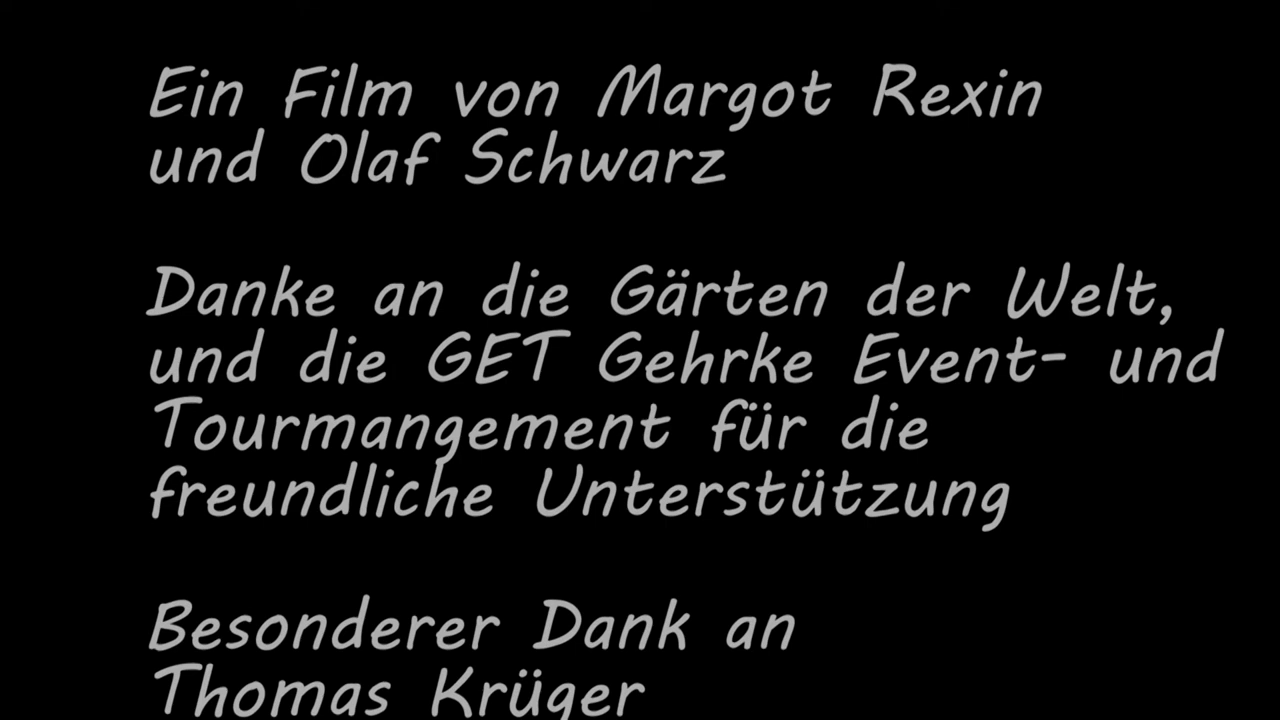 Ein Film von Margot Rexin
und Olaf Schwarz
Danke an die Gärten der Welt,
und die GET Gehrke Event- und
Tourmangement für die
freundliche Unterstützung
Besonderer Dank an
Thomas Krüger